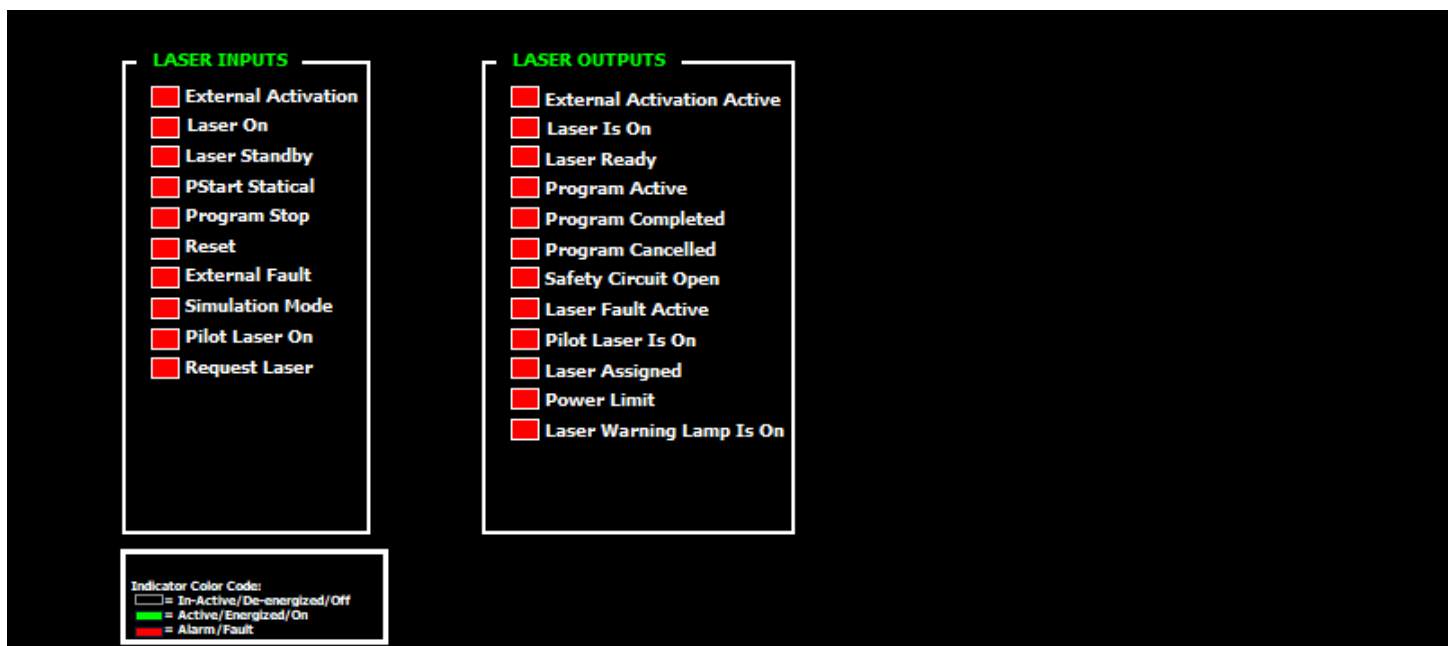 LASER INPUTS
External Activation
Laser On
Laser Standby
PStart Statical
Program Stop
Reset
External Fault
Simulation Mode
Pilot Laser On
Request Laser
LASER OUTPUTS
External Activation Active
Laser Is On
Laser Ready
Program Active
Program Completed
Program Cancelled
Safety Circuit Open
Laser Fault Active
Pilot Laser Is On
Laser Assigned
Power Limit
Laser Warning Lamp Is On
Indicator Color Code:
= In-Active/De-energized/Off
= Active/Energized/On
= Alarm/Fault